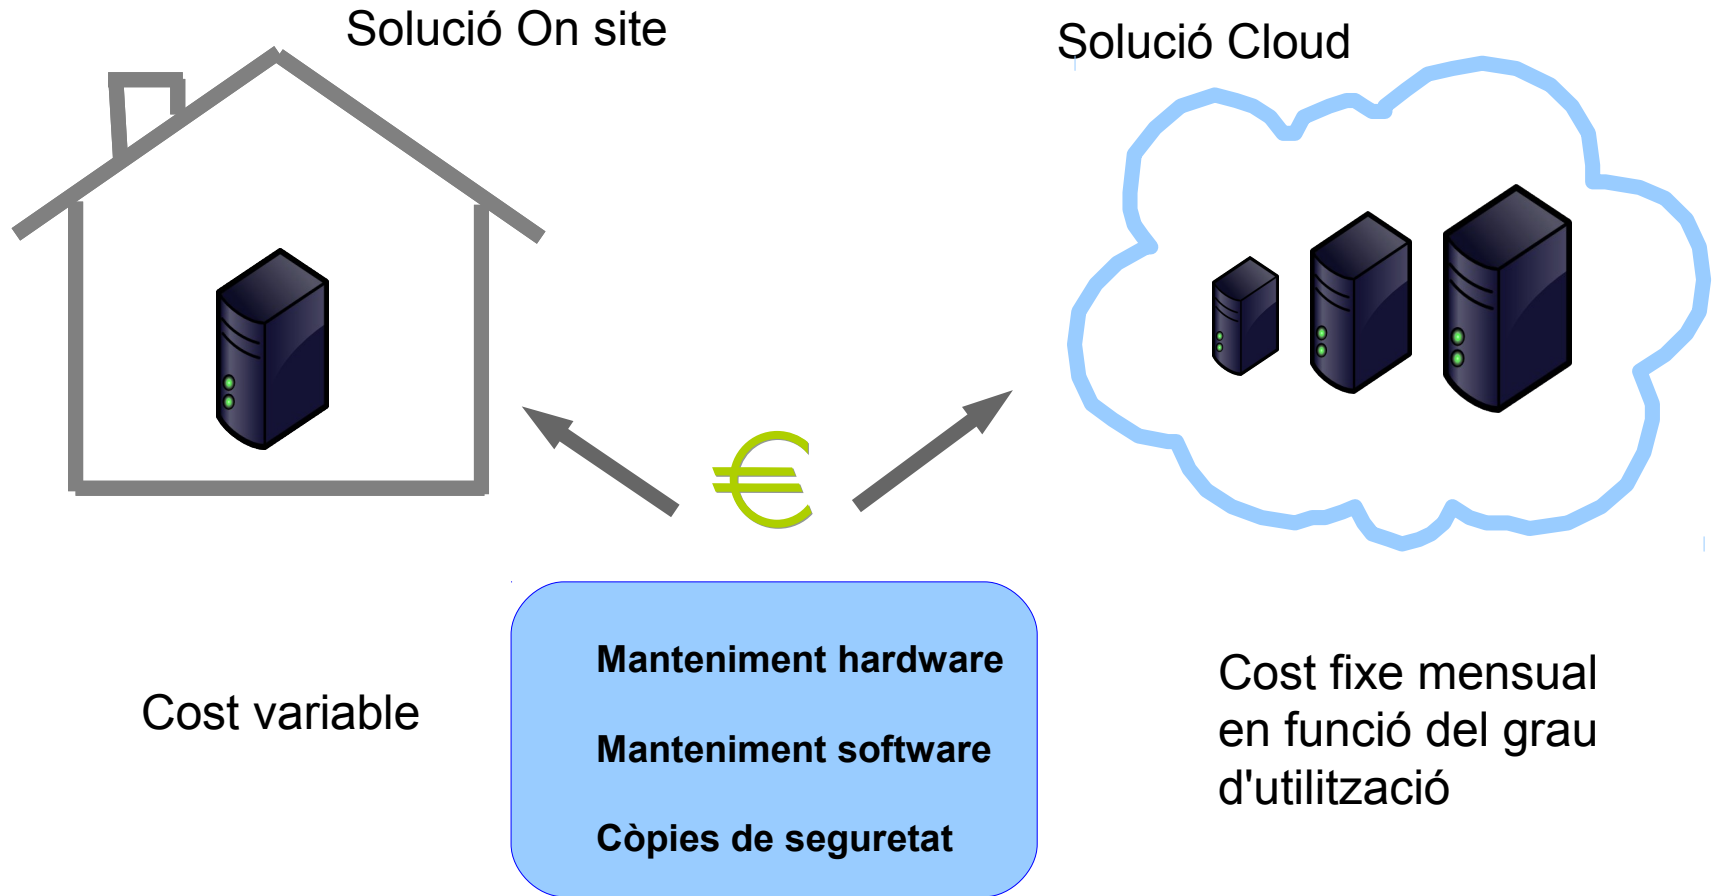 Solució On site
Solució Cloud
€
Manteniment hardware
Manteniment software
Còpies de seguretat
Cost variable
Cost fixe mensual
en funció del grau
d'utilització